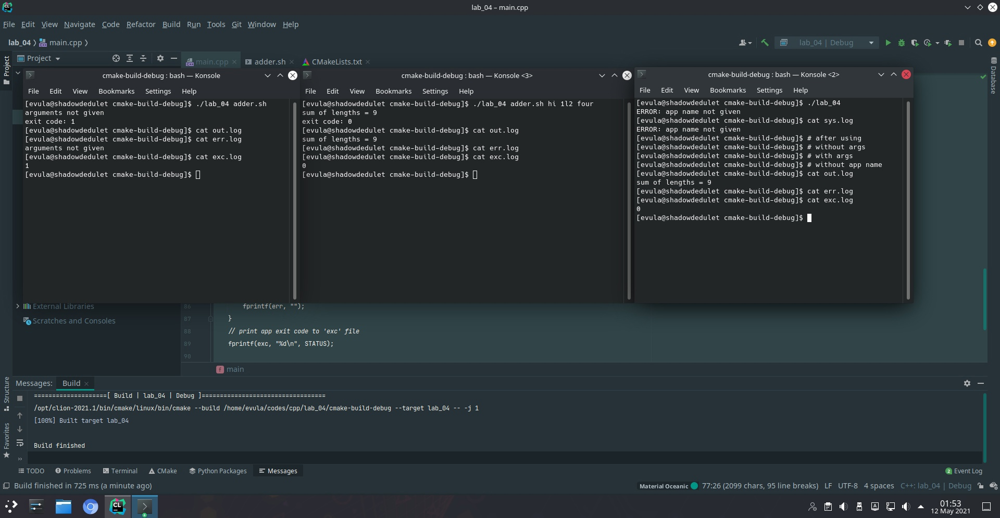 lab_04 – main.cpp
File Edit View Navigate Code Refactor Build Run Tools Git Window Help
lab_04 main.cpp
lab_04 | Debug
Project
Project
main.cpp
adder.sh
CMakeLists.txt
Database
cmake-build-debug : bash — Konsole
File Edit View Bookmarks Settings Help
[evula@shadowdedulet cmake-build-debug]$ ./lab_04 adder.sh
arguments not given
exit code: 1
[evula@shadowdedulet cmake-build-debug]$ cat out.log
[evula@shadowdedulet cmake-build-debug]$ cat err.log
arguments not given
[evula@shadowdedulet cmake-build-debug]$ cat exc.log
1
[evula@shadowdedulet cmake-build-debug]$
cmake-build-debug : bash — Konsole <3>
File Edit View Bookmarks Settings Help
[evula@shadowdedulet cmake-build-debug]$ ./lab_04 adder.sh hi 1l2 four
sum of lengths = 9
exit code: 0
[evula@shadowdedulet cmake-build-debug]$ cat out.log
sum of lengths = 9
[evula@shadowdedulet cmake-build-debug]$ cat err.log
[evula@shadowdedulet cmake-build-debug]$ cat exc.log
0
[evula@shadowdedulet cmake-build-debug]$
cmake-build-debug : bash — Konsole <2>
File Edit View Bookmarks Settings Help
[evula@shadowdedulet cmake-build-debug]$ ./lab_04
ERROR: app name not given
[evula@shadowdedulet cmake-build-debug]$ cat sys.log
ERROR: app name not given
[evula@shadowdedulet cmake-build-debug]$ # after using
[evula@shadowdedulet cmake-build-debug]$ # without args
[evula@shadowdedulet cmake-build-debug]$ # with args
[evula@shadowdedulet cmake-build-debug]$ # without app name
[evula@shadowdedulet cmake-build-debug]$ cat out.log
sum of lengths = 9
[evula@shadowdedulet cmake-build-debug]$ cat err.log
[evula@shadowdedulet cmake-build-debug]$ cat exc.log
0
[evula@shadowdedulet cmake-build-debug]$
External Libraries
Scratches and Consoles
86 fprintf(err, "");
87 }
88 // print app exit code to 'exc' file
89 fprintf(exc, "%d\n", STATUS);
90
f main
Structure
Favorites
Messages: Build
====================[ Build | lab_04 | Debug ]==================================
/opt/clion-2021.1/bin/cmake/linux/bin/cmake --build /home/evula/codes/cpp/lab_04/cmake-build-debug --target lab_04 -- -j 1
[100%] Built target lab_04
Build finished
TODO Problems Terminal CMake Python Packages Messages
2 Event Log
Build finished in 725 ms (a minute ago)
Material Oceanic 77:26 (2099 chars, 95 line breaks) LF UTF-8 4 spaces C++: lab_04 | Debug
CL
01:53
12 May 2021